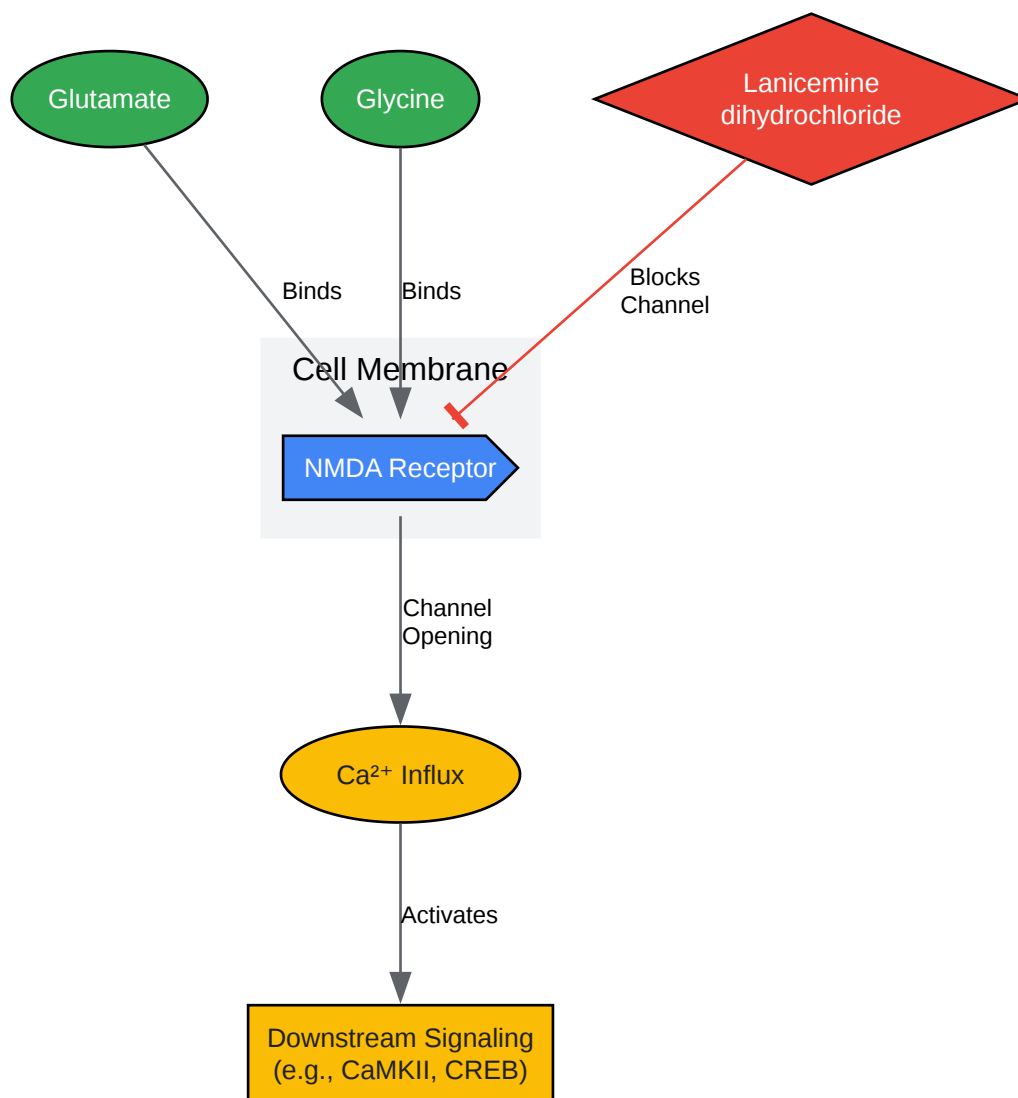 Glutamate
Glycine
Lanicemine
dihydrochloride
Binds
Binds
Blocks
Channel
Cell Membrane
NMDA Receptor
Channel
Opening
Ca²⁺ Influx
Activates
Downstream Signaling
(e.g., CaMKII, CREB)